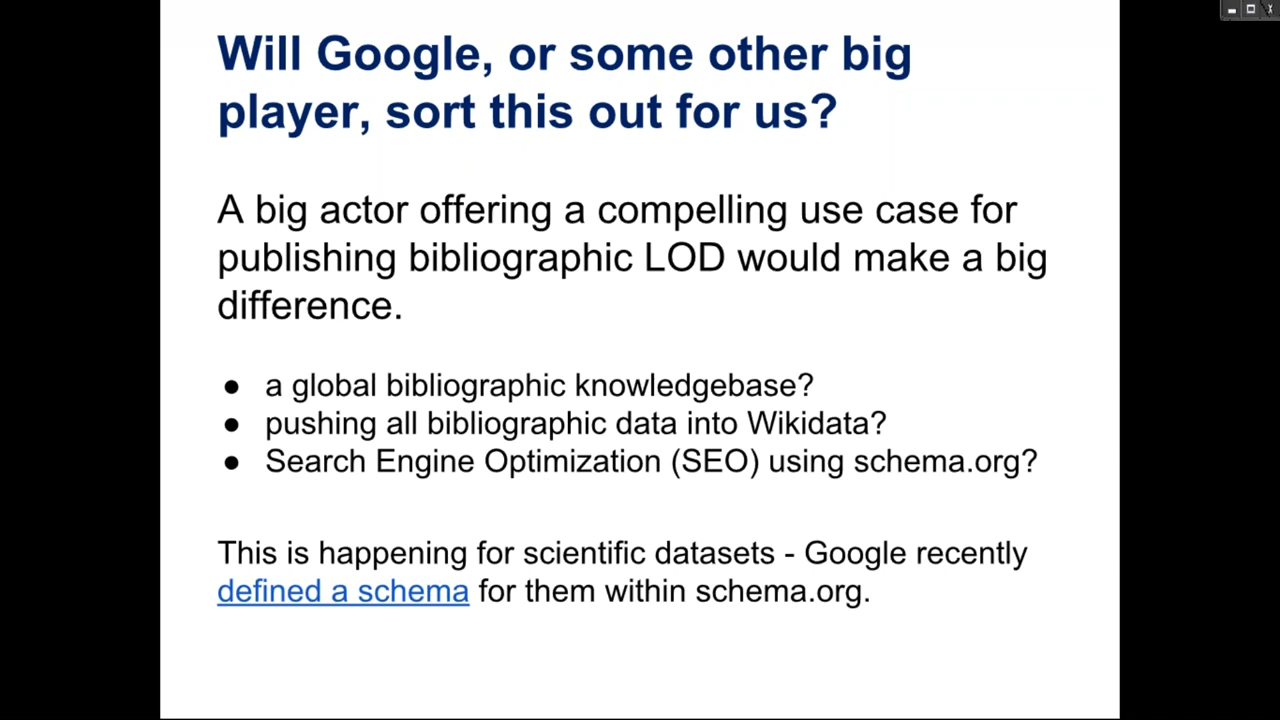 Will Google, or some other big
player, sort this out for us?
A big actor offering a compelling use case for
publishing bibliographic LOD would make a big
difference.
● a global bibliographic knowledgebase?
● pushing all bibliographic data into Wikidata?
● Search Engine Optimization (SEO) using schema.org?
This is happening for scientific datasets - Google recently
defined a schema for them within schema.org.